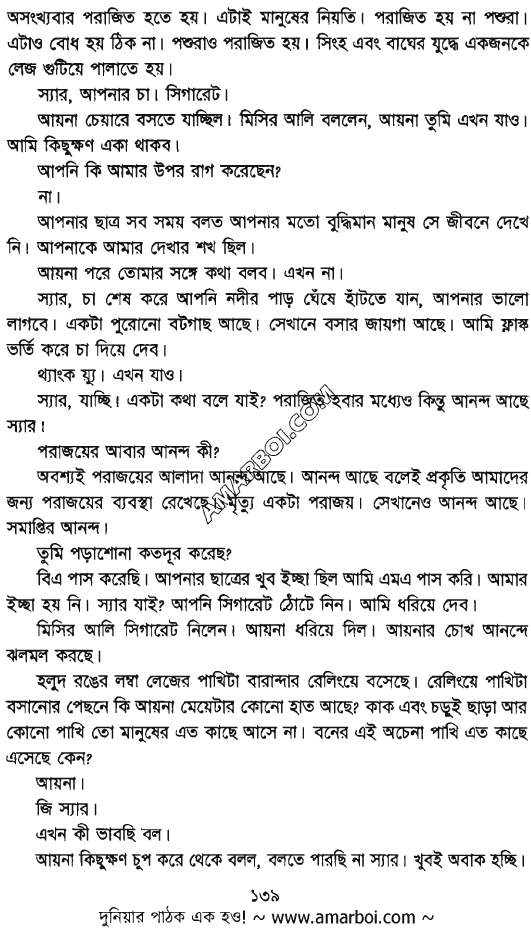 অসংখ্যবার পরাজিত হতে হয়। এটাই মানুষের নিয়তি। পরাজিত হয় না পশুরা।
এটাও বোধ হয় ঠিক না। পশুরাও পরাজিত হয়। সিংহ এবং বাঘের যুদ্ধে একজনকে
লেজ গুটিয়ে পালাতে হয়।
স্যার, আপনার চা। সিগারেট।
আয়না চেয়ারে বসতে যাচ্ছিল। মিসির আলি বললেন, আয়না তুমি এখন যাও।
আমি কিছুক্ষণ একা থাকব।
আপনি কি আমার উপর রাগ করেছেন?
না।
আপনার ছাত্র সব সময় বলত আপনার মতো বুদ্ধিমান মানুষ সে জীবনে দেখে
নি। আপনাকে আমার দেখার শখ ছিল।
আয়না পরে তোমার সঙ্গে কথা বলব। এখন না।
স্যার, চা শেষ করে আপনি নদীর পাড় ঘেঁষে হাঁটতে যান, আপনার ভালো
লাগবে। একটা পুরোনো বটগাছ আছে। সেখানে বসার জায়গা আছে। আমি ফ্লাস্ক
ভর্তি করে চা দিয়ে দেব।
থ্যাংক য়্যু। এখন যাও।
স্যার, যাচ্ছি। একটা কথা বলে যাই? পরাজিত হবার মধ্যেও কিন্তু আনন্দ আছে
স্যার!
পরাজয়ের আবার আনন্দ কী?
অবশ্যই পরাজয়ের আলাদা আনন্দ আছে। আনন্দ আছে বলেই প্রকৃতি আমাদের
জন্য পরাজয়ের ব্যবস্থা রেখেছে। মৃত্যু একটা পরাজয়। সেখানেও আনন্দ আছে।
সমাপ্তির আনন্দ।
তুমি পড়াশোনা কতদূর করেছ?
বিএ পাস করেছি। আপনার ছাত্রের খুব ইচ্ছা ছিল আমি এমএ পাস করি। আমার
ইচ্ছা হয় নি। স্যার যাই? আপনি সিগারেট ঠোঁটে নিন। আমি ধরিয়ে দেব।
মিসির আলি সিগারেট নিলেন। আয়না ধরিয়ে দিল। আয়নার চোখ আনন্দে
ঝলমল করছে।
হলুদ রঙের লম্বা লেজের পাখিটা বারান্দার রেলিংয়ে বসেছে। রেলিংয়ে পাখিটা
বসানোর পেছনে কি আয়না মেয়েটার কোনো হাত আছে? কাক এবং চড়ুই ছাড়া আর
কোনো পাখি তো মানুষের এত কাছে আসে না। বনের এই অচেনা পাখি এত কাছে
এসেছে কেন?
আয়না।
জি স্যার।
এখন কী ভাবছি বল।
আয়না কিছুক্ষণ চুপ করে থেকে বলল, বলতে পারছি না স্যার। খুবই অবাক হচ্ছি।
১৩৯
দুনিয়ার পাঠক এক হও! ~ www.amarboi.com ~
AMARBOI.COM